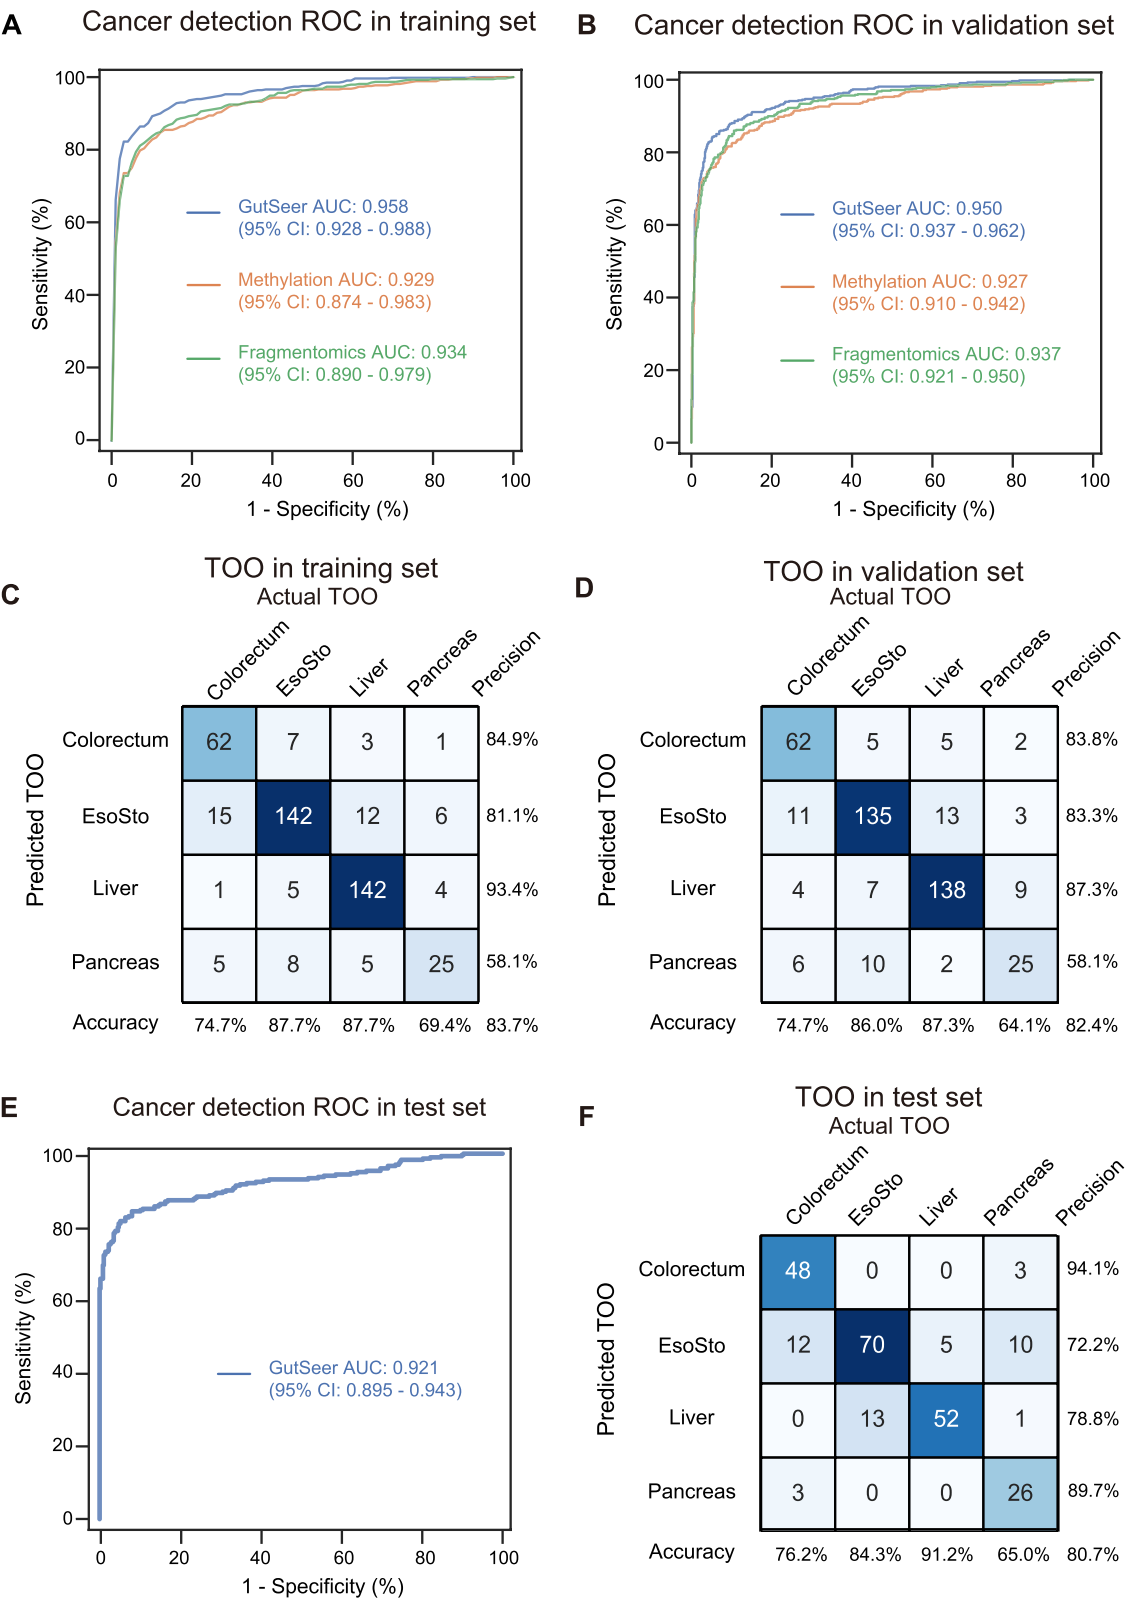 A
Cancer detection ROC in training set
100
80
60
40
20
0
Sensitivity (%)
GutSeer AUC: 0.958
(95% CI: 0.928 - 0.988)
Methylation AUC: 0.929
(95% CI: 0.874 - 0.983)
Fragmentomics AUC: 0.934
(95% CI: 0.890 - 0.979)
0 20 40 60 80 100
1 - Specificity (%)
B
Cancer detection ROC in validation set
100
80
60
40
20
0
Sensitivity (%)
GutSeer AUC: 0.950
(95% CI: 0.937 - 0.962)
Methylation AUC: 0.927
(95% CI: 0.910 - 0.942)
Fragmentomics AUC: 0.937
(95% CI: 0.921 - 0.950)
0 20 40 60 80 100
1 - Specificity (%)
C
TOO in training set
Actual TOO
Colorectum EsoSto Liver Pancreas Precision
Predicted TOO
Colorectum 62 7 3 1 84.9%
EsoSto 15 142 12 6 81.1%
Liver 1 5 142 4 93.4%
Pancreas 5 8 5 25 58.1%
Accuracy 74.7% 87.7% 87.7% 69.4% 83.7%
D
TOO in validation set
Actual TOO
Colorectum EsoSto Liver Pancreas Precision
Predicted TOO
Colorectum 62 5 5 2 83.8%
EsoSto 11 135 13 3 83.3%
Liver 4 7 138 9 87.3%
Pancreas 6 10 2 25 58.1%
Accuracy 74.7% 86.0% 87.3% 64.1% 82.4%
E
Cancer detection ROC in test set
100
80
60
40
20
0
Sensitivity (%)
GutSeer AUC: 0.921
(95% CI: 0.895 - 0.943)
0 20 40 60 80 100
1 - Specificity (%)
F
TOO in test set
Actual TOO
Colorectum EsoSto Liver Pancreas Precision
Predicted TOO
Colorectum 48 0 0 3 94.1%
EsoSto 12 70 5 10 72.2%
Liver 0 13 52 1 78.8%
Pancreas 3 0 0 26 89.7%
Accuracy 76.2% 84.3% 91.2% 65.0% 80.7%